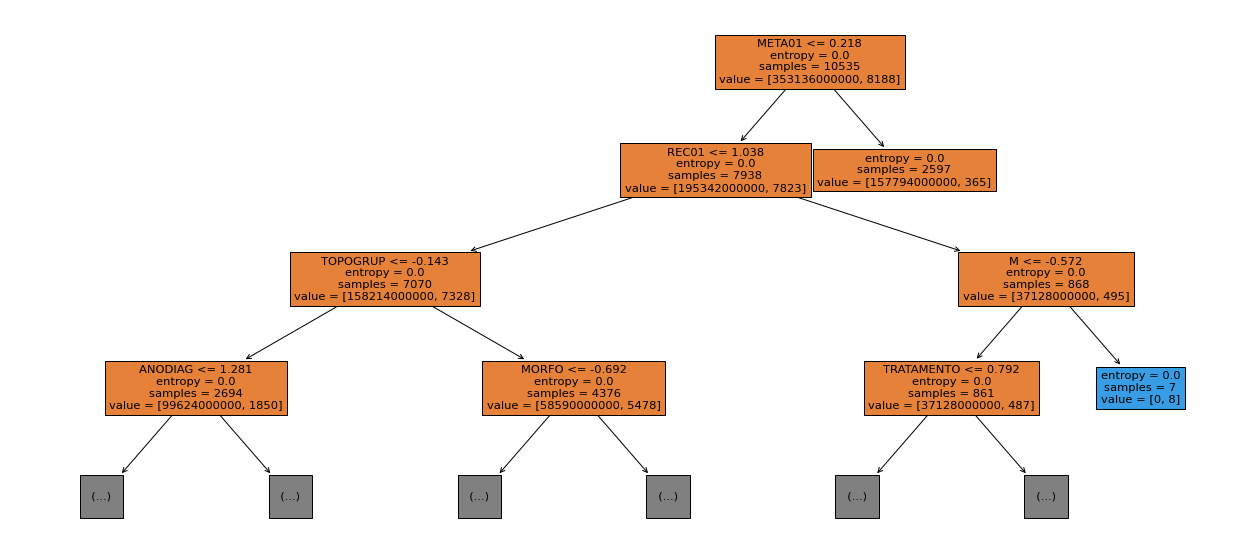 META01 <= 0.218
entropy = 0.0
samples = 10535
value = [353136000000, 8188]
REC01 <= 1.038
entropy = 0.0
samples = 7938
value = [195342000000, 7823]
entropy = 0.0
samples = 2597
value = [157794000000, 365]
TOPOGRUP <= -0.143
entropy = 0.0
samples = 7070
value = [158214000000, 7328]
M <= -0.572
entropy = 0.0
samples = 868
value = [37128000000, 495]
ANODIAG <= 1.281
entropy = 0.0
samples = 2694
value = [99624000000, 1850]
MORFO <= -0.692
entropy = 0.0
samples = 4376
value = [58590000000, 5478]
TRATAMENTO <= 0.792
entropy = 0.0
samples = 861
value = [37128000000, 487]
entropy = 0.0
samples = 7
value = [0, 8]
(...)
(...)
(...)
(...)
(...)
(...)